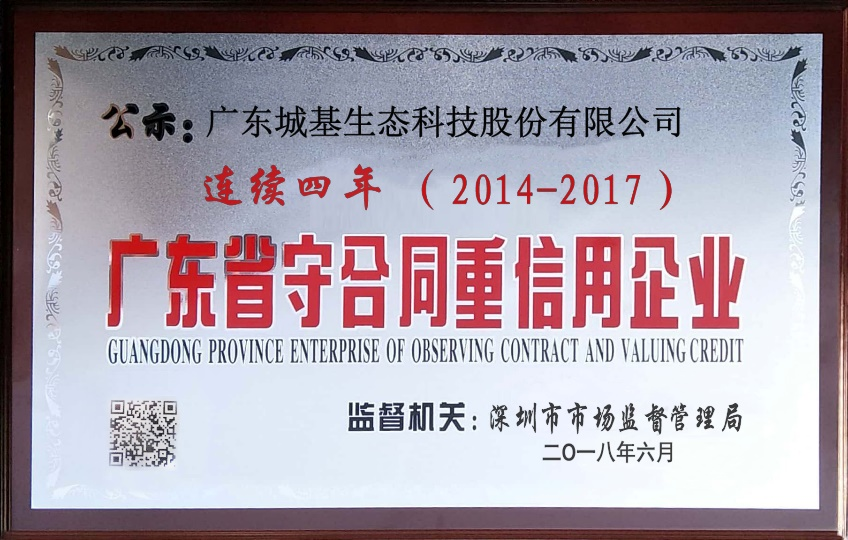 公示：广东城基生态科技股份有限公司
连续四年（2014-2017）
广东省守合同重信用企业
GUANGDONG PROVINCE ENTERPRISE OF OBSERVING CONTRACT AND VALUING CREDIT
监督机关：深圳市市场监督管理局
二〇一八年六月